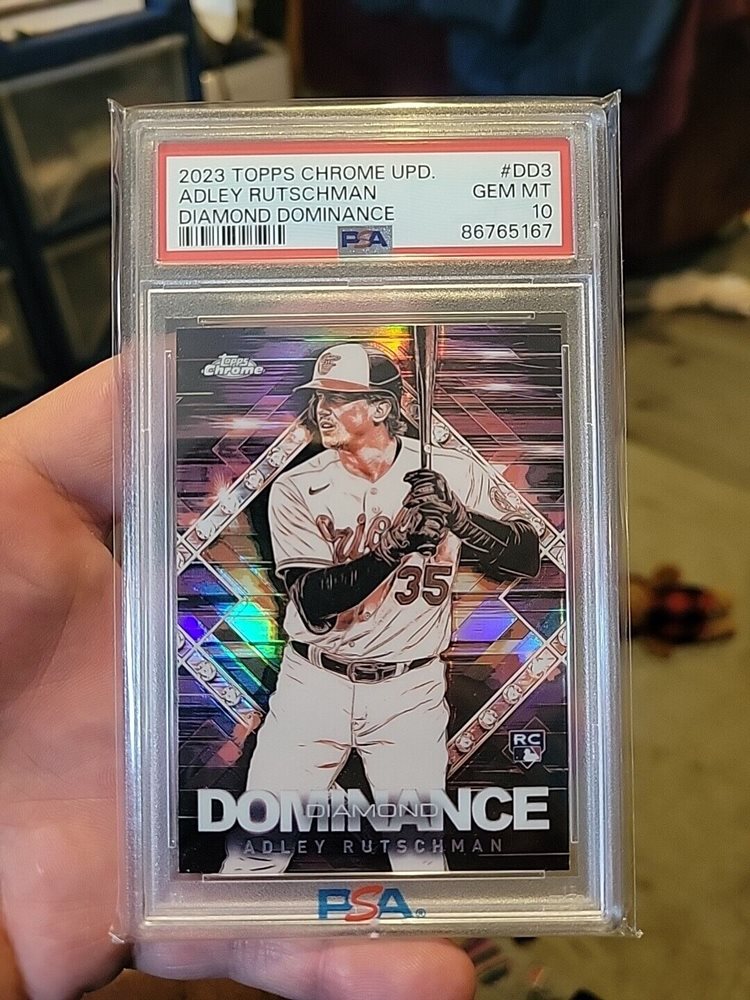 2023 TOPPS CHROME UPD. #DD3
ADLEY RUTSCHMAN GEM MT
DIAMOND DOMINANCE 10
PSA 86765167
Topps
Chrome
Orio
35
RC
DOMINANCE
DIAMOND
ADLEY RUTSCHMAN
PSA